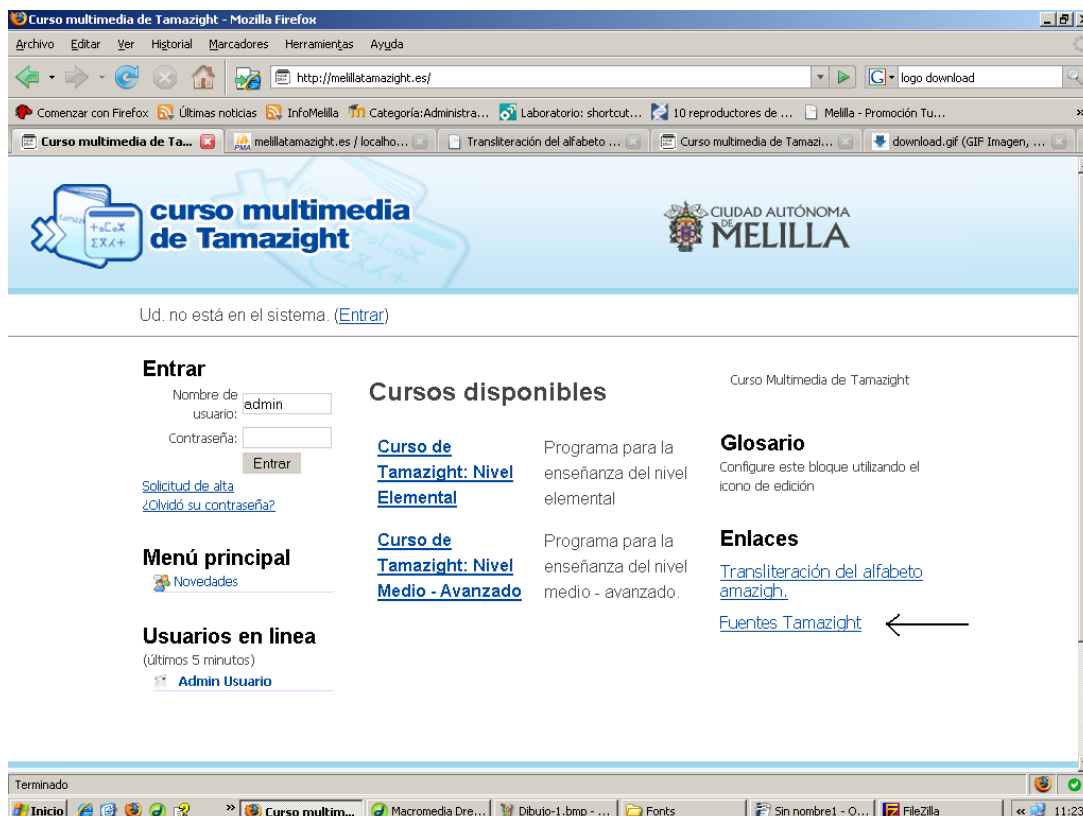 Curso multimedia de Tamazight - Mozilla Firefox
Archivo Editar Ver Historial Marcadores Herramientas Ayuda
http://melillatamazight.es/ logo download
Comenzar con Firefox Últimas noticias InfoMelilla Categoría:Administra... Laboratorio: shortcut... 10 reproductores de ... Melilla - Promoción Tu... »
Curso multimedia de Ta... melillatamazight.es / localho... Transliteración del alfabeto ... Curso multimedia de Tamazi... download.gif (GIF Imagen, ...
curso multimedia
de Tamazight
CIUDAD AUTÓNOMA
DE
MELILLA
Ud. no está en el sistema. (Entrar)
Entrar
Nombre de
usuario:
admin
Contraseña:
Entrar
Solicitud de alta
¿Olvidó su contraseña?
Menú principal
Novedades
Usuarios en linea
(últimos 5 minutos)
Admin Usuario
Cursos disponibles
Curso de
Tamazight: Nivel
Elemental
Programa para la
enseñanza del nivel
elemental
Curso de
Tamazight: Nivel
Medio - Avanzado
Programa para la
enseñanza del nivel
medio - avanzado.
Curso Multimedia de Tamazight
Glosario
Configure este bloque utilizando el
icono de edición
Enlaces
Transliteración del alfabeto
amazigh.
Fuentes Tamazight
Terminado
Inicio » Curso multim... Macromedia Dre... Dibujo-1.bmp - ... Fonts Sin nombre1 - O... FileZilla « 11:23